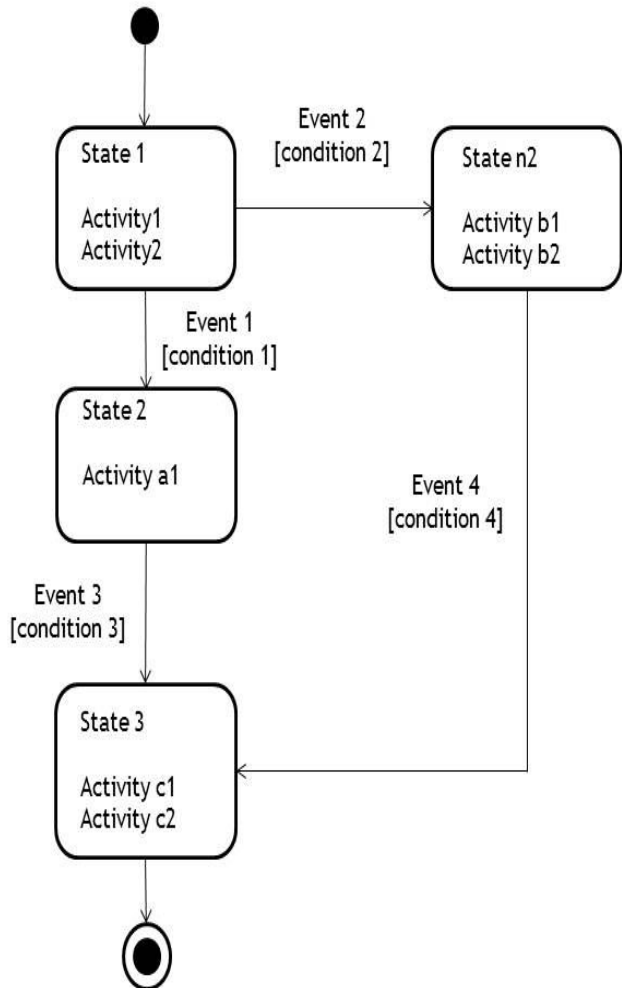 State 1
Activity1
Activity2
Event 2
[condition 2]
State n2
Activity b1
Activity b2
Event 1
[condition 1]
State 2
Activity a1
Event 4
[condition 4]
Event 3
[condition 3]
State 3
Activity c1
Activity c2